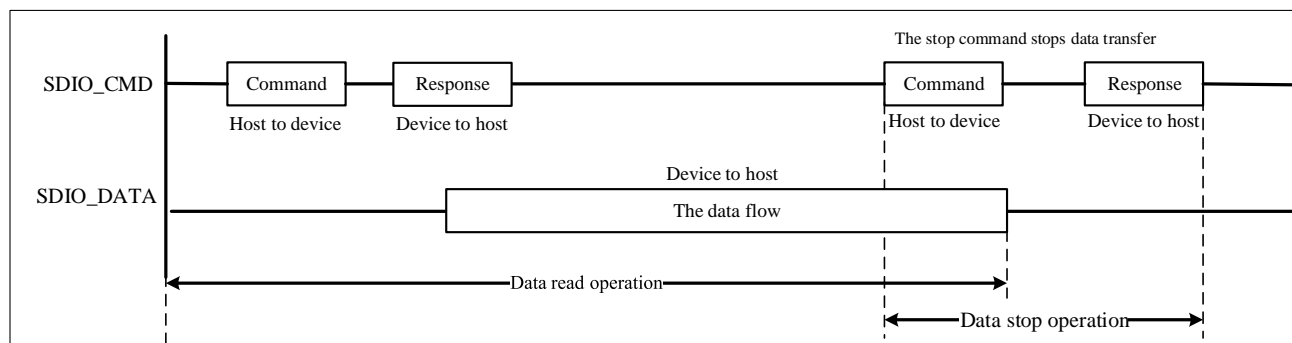 The stop command stops data transfer
SDIO_CMD
Command
Response
Command
Response
Host to device
Device to host
Host to device
Device to host
Device to host
SDIO_DATA
The data flow
Data read operation
Data stop operation